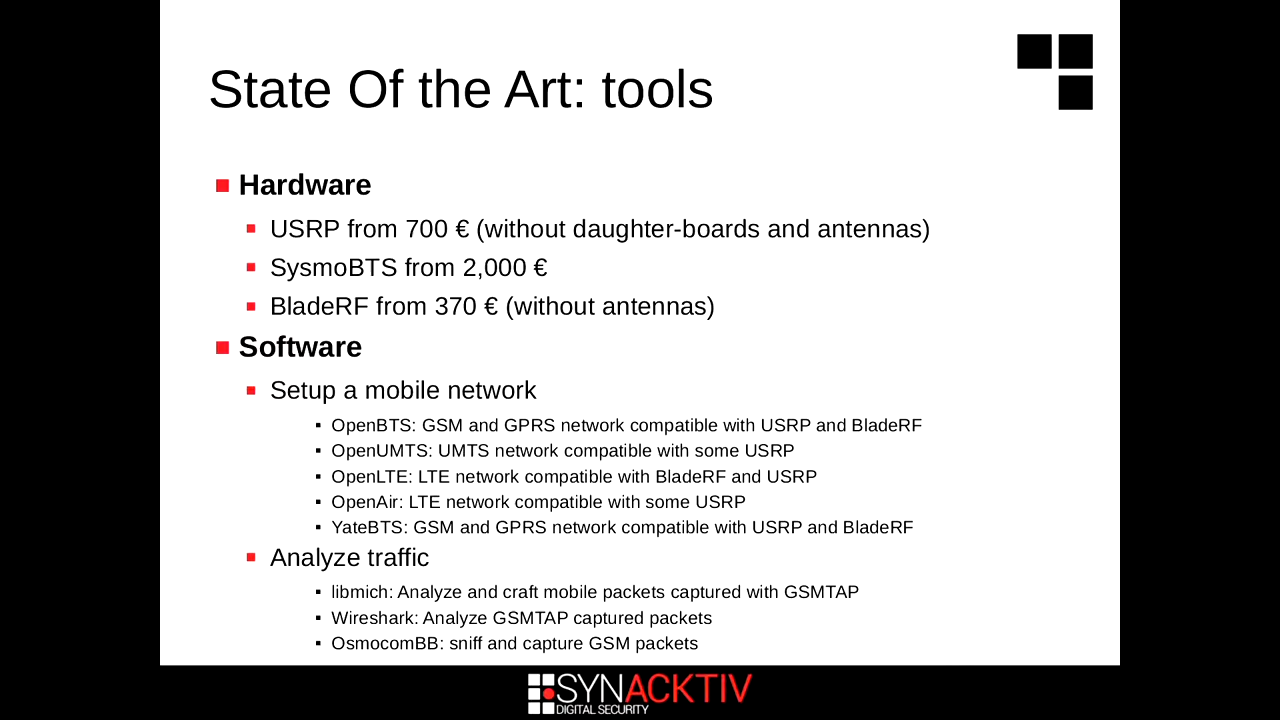 State Of the Art: tools
Hardware
USRP from 700 € (without daughter-boards and antennas)
SysmoBTS from 2,000 €
BladeRF from 370 € (without antennas)
Software
Setup a mobile network
OpenBTS: GSM and GPRS network compatible with USRP and BladeRF
OpenUMTS: UMTS network compatible with some USRP
OpenLTE: LTE network compatible with BladeRF and USRP
OpenAir: LTE network compatible with some USRP
YateBTS: GSM and GPRS network compatible with USRP and BladeRF
Analyze traffic
libmich: Analyze and craft mobile packets captured with GSMTAP
Wireshark: Analyze GSMTAP captured packets
OsmocomBB: sniff and capture GSM packets
SYNACKTIV
DIGITAL SECURITY